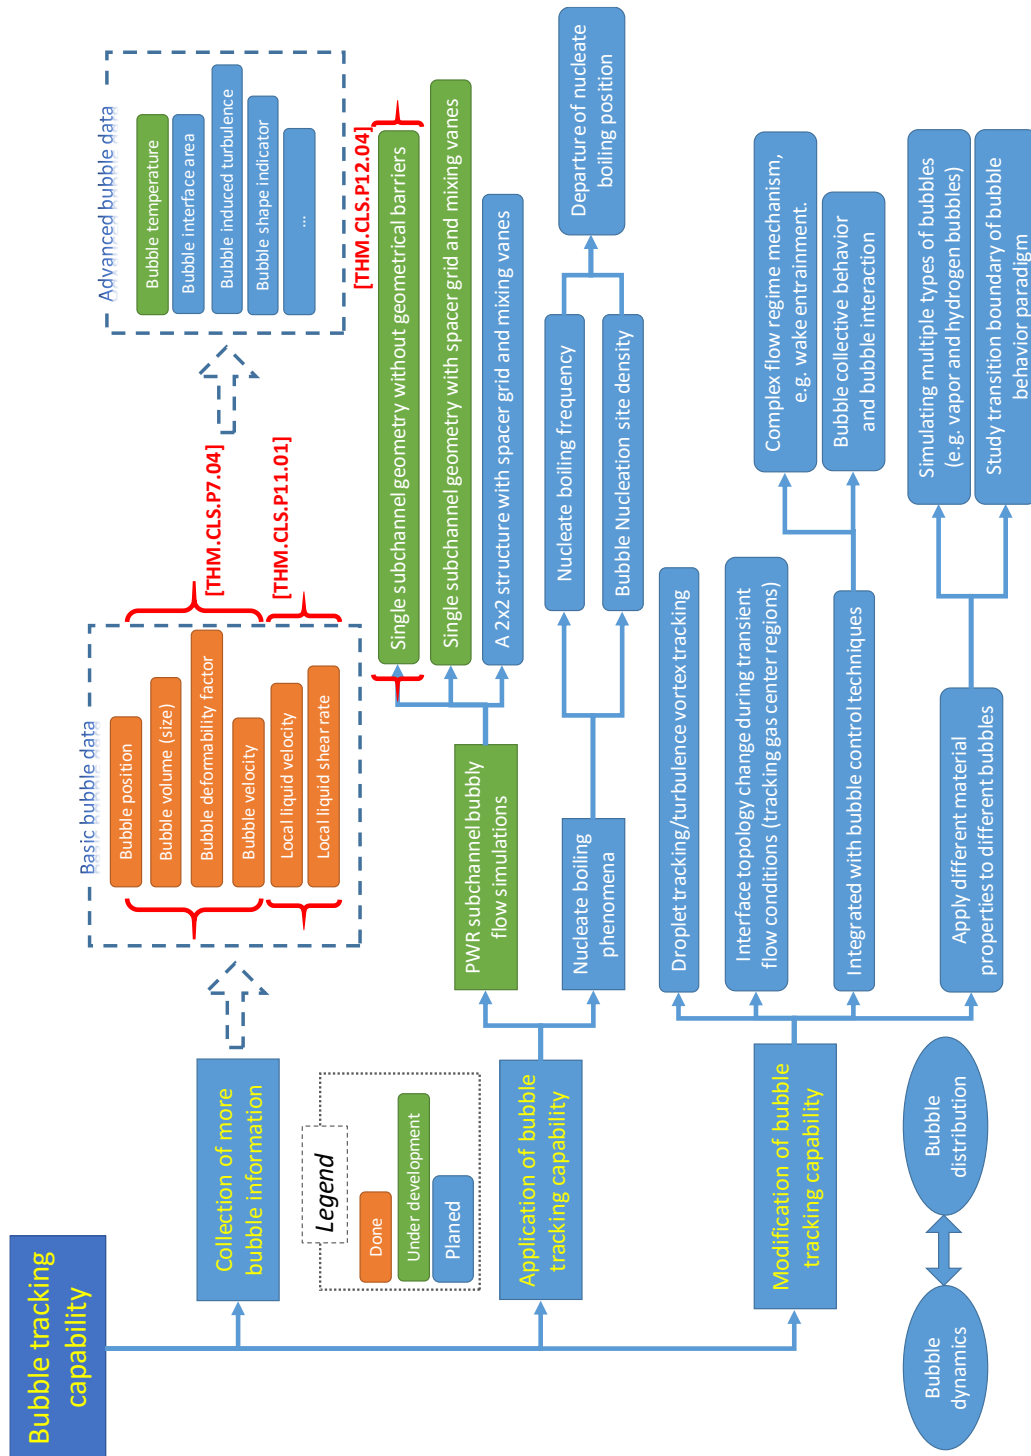 Bubble tracking
capability
Collection of more
bubble information
Basic bubble data
Bubble position
Bubble volume (size)
Bubble deformability factor
Bubble velocity
Local liquid velocity
Local liquid shear rate
[THM.CLS.P7.04]
[THM.CLS.P11.01]
Advanced bubble data
Bubble temperature
Bubble interface area
Bubble induced turbulence
Bubble shape indicator
...
Legend
Done
Under development
Planed
Application of bubble
tracking capability
PWR subchannel bubbly
flow simulations
[THM.CLS.P12.04]
Single subchannel geometry without geometrical barriers
Single subchannel geometry with spacer grid and mixing vanes
A 2x2 structure with spacer grid and mixing vanes
Nucleate boiling
phenomena
Nucleate boiling frequency
Bubble Nucleation site density
Departure of nucleate
boiling position
Modification of bubble
tracking capability
Droplet tracking/turbulence vortex tracking
Interface topology change during transient
flow conditions (tracking gas center regions)
Integrated with bubble control techniques
Complex flow regime mechanism,
e.g. wake entrainment.
Bubble collective behavior
and bubble interaction
Apply different material
properties to different bubbles
Simulating multiple types of bubbles
(e.g. vapor and hydrogen bubbles)
Study transition boundary of bubble
behavior paradigm
Bubble
dynamics
Bubble
distribution